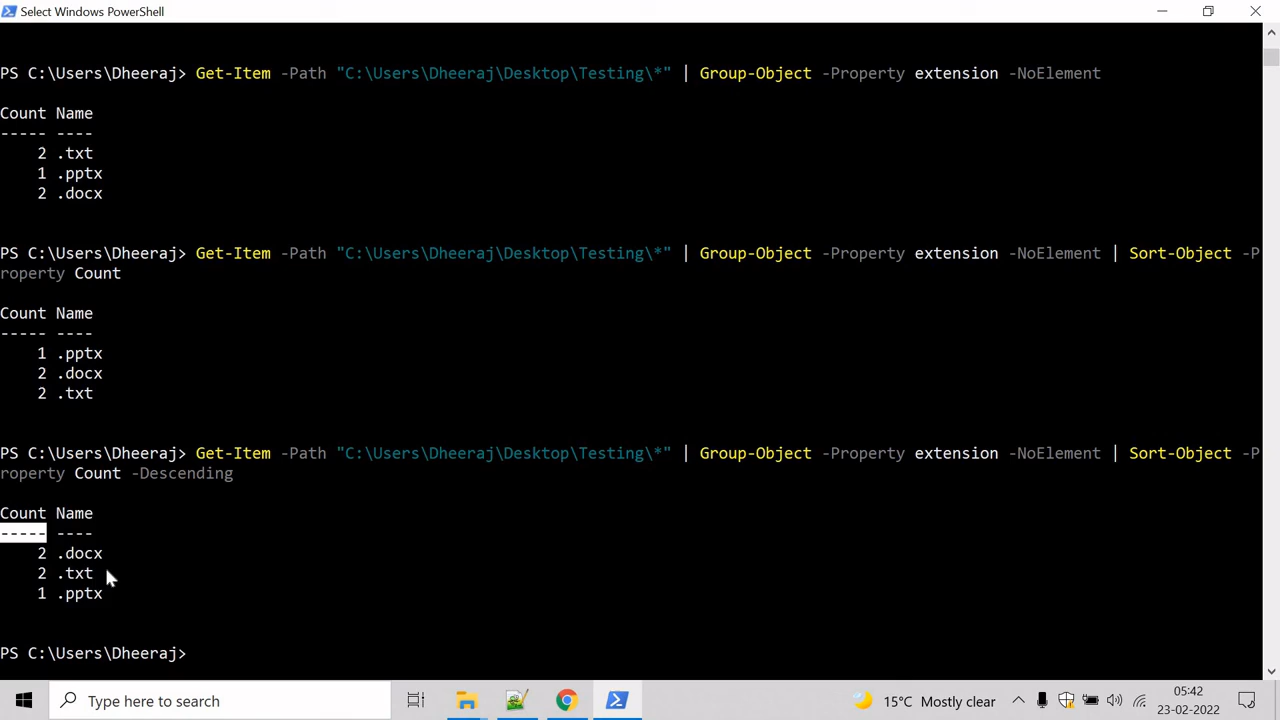 Select Windows PowerShell
PS C:\Users\Dheeraj> Get-Item -Path "C:\Users\Dheeraj\Desktop\Testing\*" | Group-Object -Property extension -NoElement
Count Name
----- ----
2 .txt
1 .pptx
2 .docx
PS C:\Users\Dheeraj> Get-Item -Path "C:\Users\Dheeraj\Desktop\Testing\*" | Group-Object -Property extension -NoElement | Sort-Object -P
roperty Count
Count Name
----- ----
1 .pptx
2 .docx
2 .txt
PS C:\Users\Dheeraj> Get-Item -Path "C:\Users\Dheeraj\Desktop\Testing\*" | Group-Object -Property extension -NoElement | Sort-Object -P
roperty Count -Descending
Count Name
----- ----
2 .docx
2 .txt
1 .pptx
PS C:\Users\Dheeraj>
Type here to search
15°C Mostly clear
05:42
23-02-2022